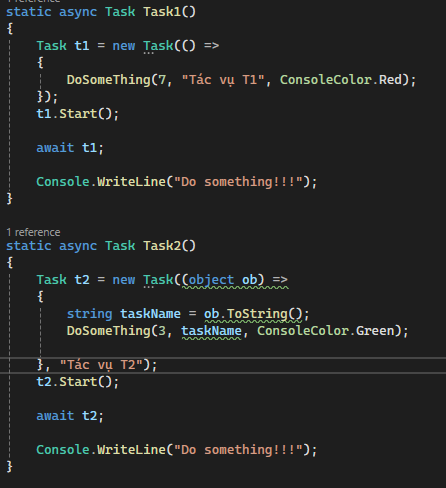 1 reference
static async Task Task1()
{
    Task t1 = new Task(() =>
    {
        DoSomeThing(7, "Tác vụ T1", ConsoleColor.Red);
    });
    t1.Start();

    await t1;

    Console.WriteLine("Do something!!!");
}

1 reference
static async Task Task2()
{
    Task t2 = new Task((object ob) =>
    {
        string taskName = ob.ToString();
        DoSomeThing(3, taskName, ConsoleColor.Green);

    }, "Tác vụ T2");
    t2.Start();

    await t2;

    Console.WriteLine("Do something!!!");
}